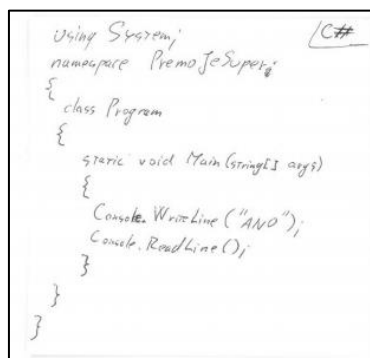 using System; C#
namespace PremoJeSuper;
{
class Program
{
static void Main(string[] args)
{
Console.WriteLine("ANO");
Console.ReadLine();
}
}
}